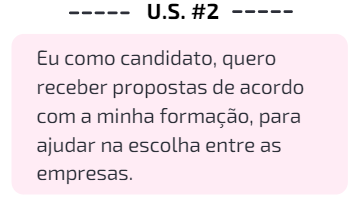 ----- U.S. #2 -----
Eu como candidato, quero
receber propostas de acordo
com a minha formação, para
ajudar na escolha entre as
empresas.